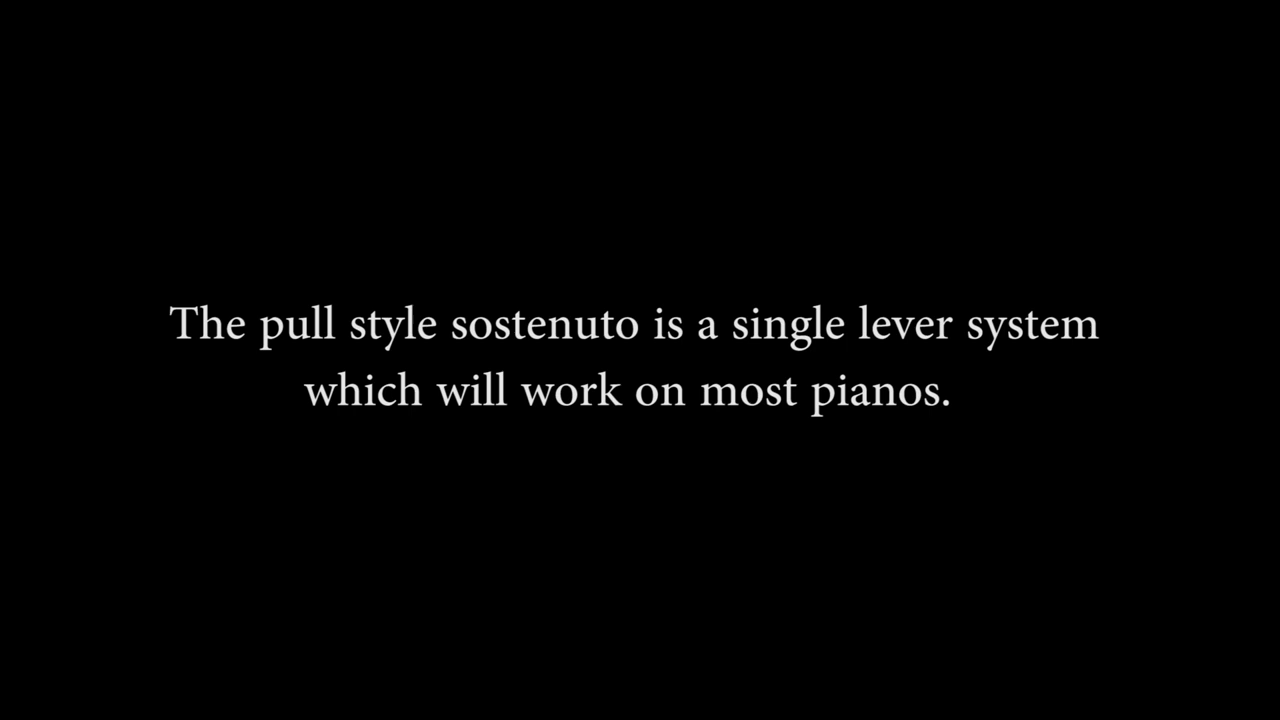 The pull style sostenuto is a single lever system
which will work on most pianos.